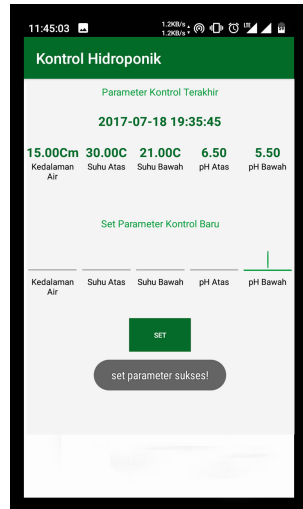 11:45:03 1.2KB/s
1.2KB/s
Kontrol Hidroponik
Parameter Kontrol Terakhir
2017-07-18 19:35:45
15.00Cm 30.00C 21.00C 6.50 5.50
Kedalaman Air Suhu Atas Suhu Bawah pH Atas pH Bawah
Set Parameter Kontrol Baru
Kedalaman Air Suhu Atas Suhu Bawah pH Atas pH Bawah
SET
set parameter sukses!